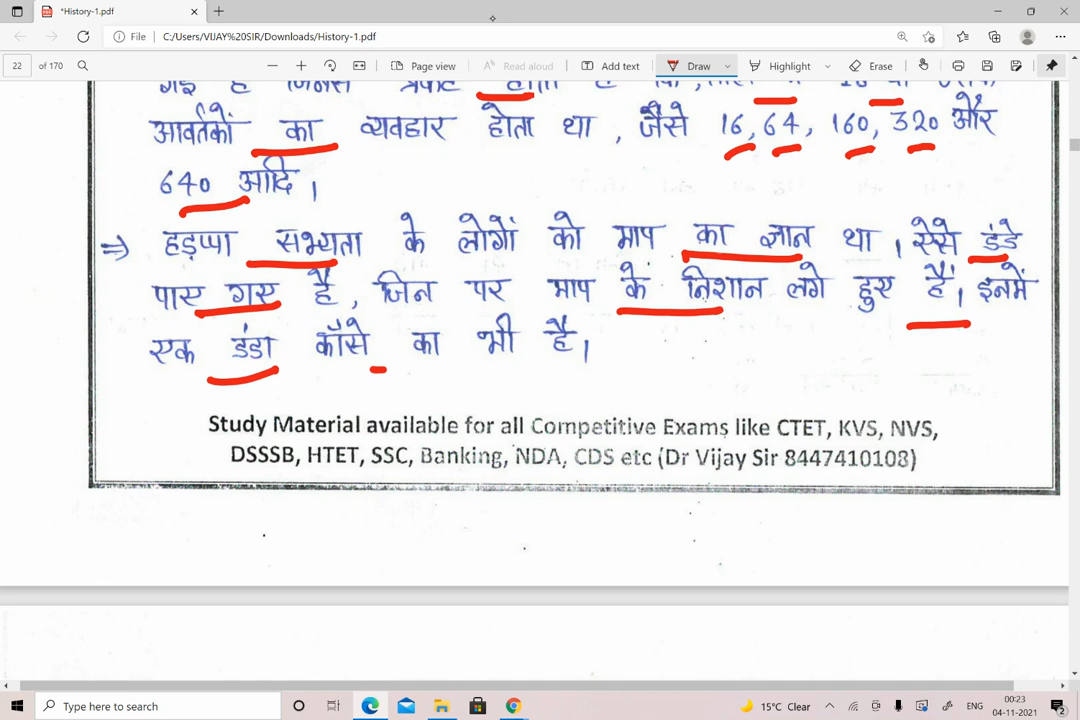 *History-1.pdf
File C:/Users/VIJAY%20SIR/Downloads/History-1.pdf
22 of 170 Page view Read aloud Add text Draw Highlight Erase
आवर्तकों का व्यवहार होता था, जैसे 16, 64, 160, 320 और
640 आदि।
⇒ हड़प्पा सभ्यता के लोगों को माप का ज्ञान था। ऐसे डंडे
पाए गए हैं, जिन पर माप के निशान लगे हुए हैं। इनमें
एक डंडा काँसे का भी है।
Study Material available for all Competitive Exams like CTET, KVS, NVS,
DSSSB, HTET, SSC, Banking, NDA, CDS etc (Dr Vijay Sir 8447410108)
Type here to search
15°C Clear ENG 00:23
04-11-2021
2